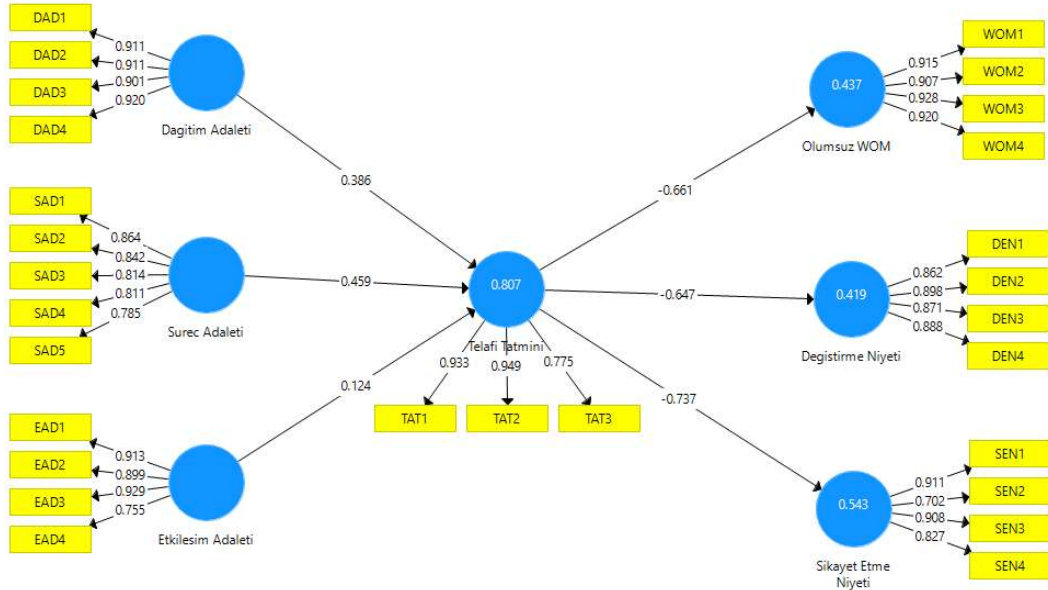 DAD1
DAD2
DAD3
DAD4
0.911
0.911
0.901
0.920
Dagitim Adaleti
SAD1
SAD2
SAD3
SAD4
SAD5
0.864
0.842
0.814
0.811
0.785
Surec Adaleti
EAD1
EAD2
EAD3
EAD4
0.913
0.899
0.929
0.755
Etkilesim Adaleti
0.386
0.459
0.124
0.807
Telafi Tatmini
0.933
0.949
0.775
TAT1
TAT2
TAT3
-0.661
-0.647
-0.737
0.437
Olumsuz WOM
0.915
0.907
0.928
0.920
WOM1
WOM2
WOM3
WOM4
0.419
Degistirme Niyeti
0.862
0.898
0.871
0.888
DEN1
DEN2
DEN3
DEN4
0.543
Sikayet Etme
Niyeti
0.911
0.702
0.908
0.827
SEN1
SEN2
SEN3
SEN4